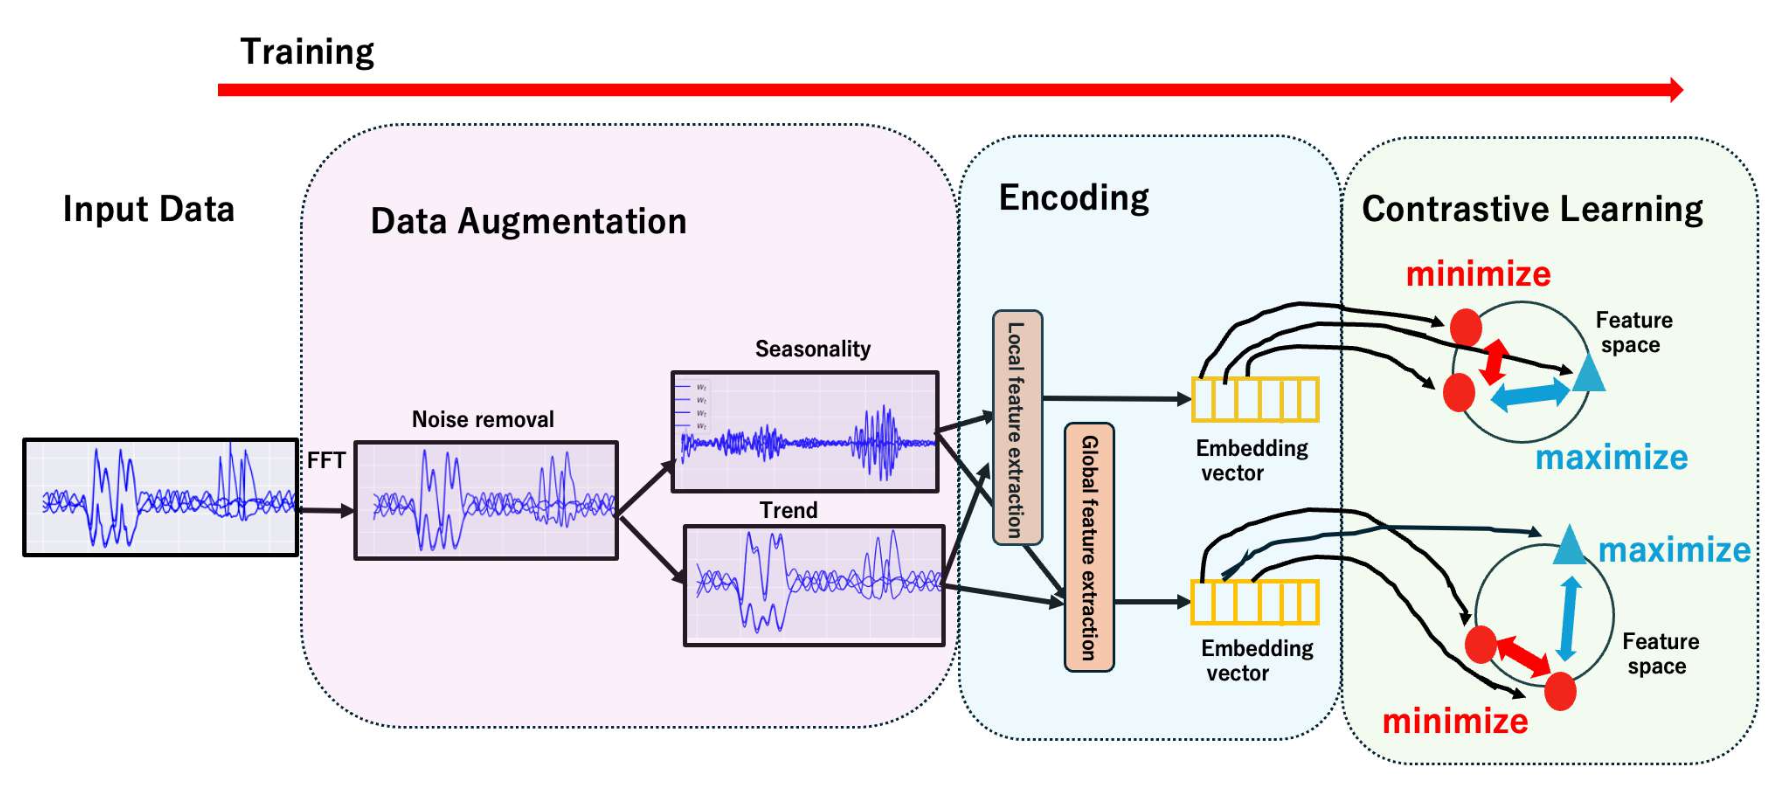 Training
Input Data
Data Augmentation
Encoding
Contrastive Learning
FFT
Noise removal
Seasonality
Trend
Local feature extraction
Global feature extraction
Embedding
vector
Embedding
vector
minimize
Feature
space
maximize
maximize
Feature
space
minimize